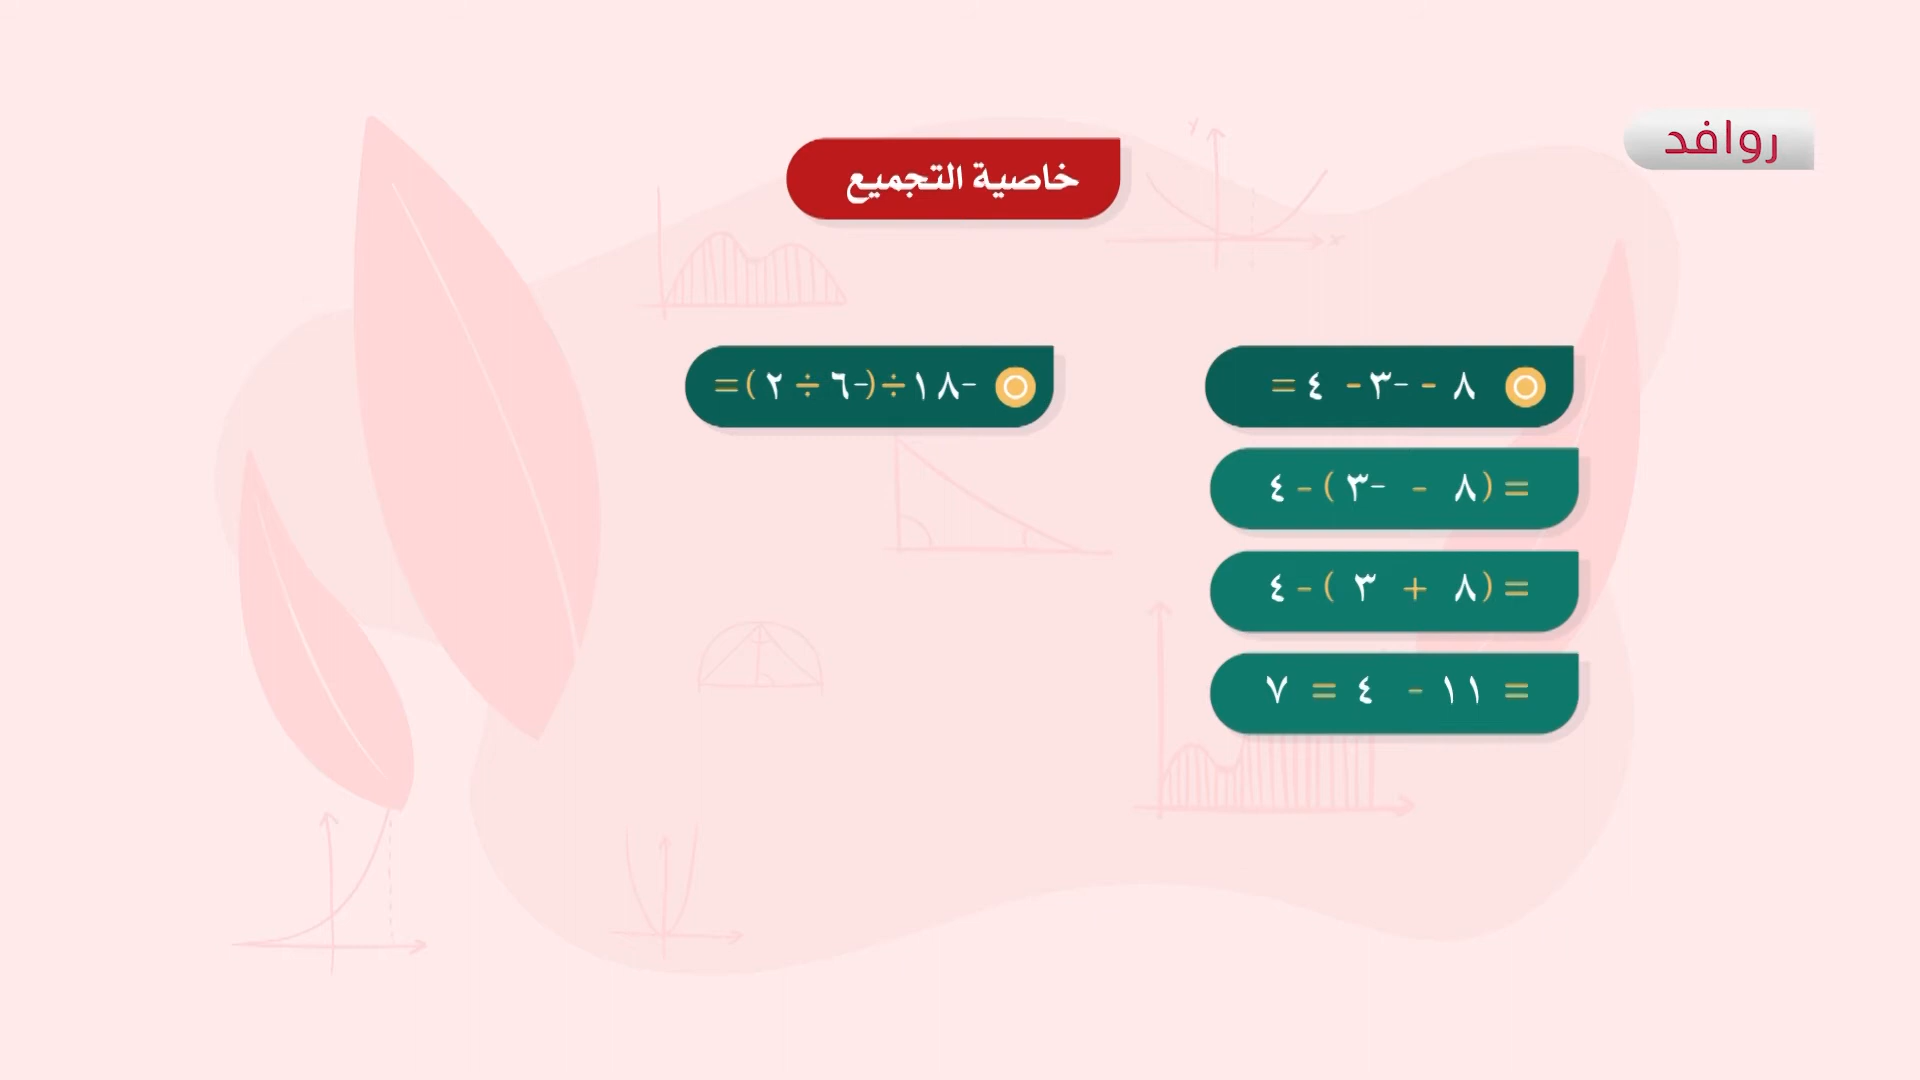 روافد
خاصية التجميع
٨ - -٣ - ٤ =
= (٨ - -٣) - ٤
= (٨ + ٣) - ٤
= ١١ - ٤ = ٧
-١٨ ÷ (-٦ ÷ ٢) =